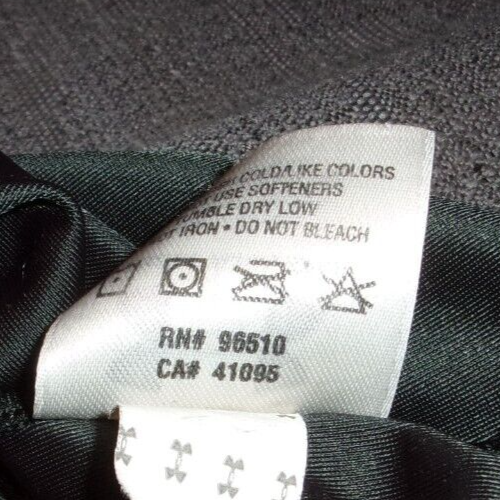 COLD/LIKE COLORS
USE SOFTENERS
TUMBLE DRY LOW
IRON • DO NOT BLEACH
RN# 96510
CA# 41095